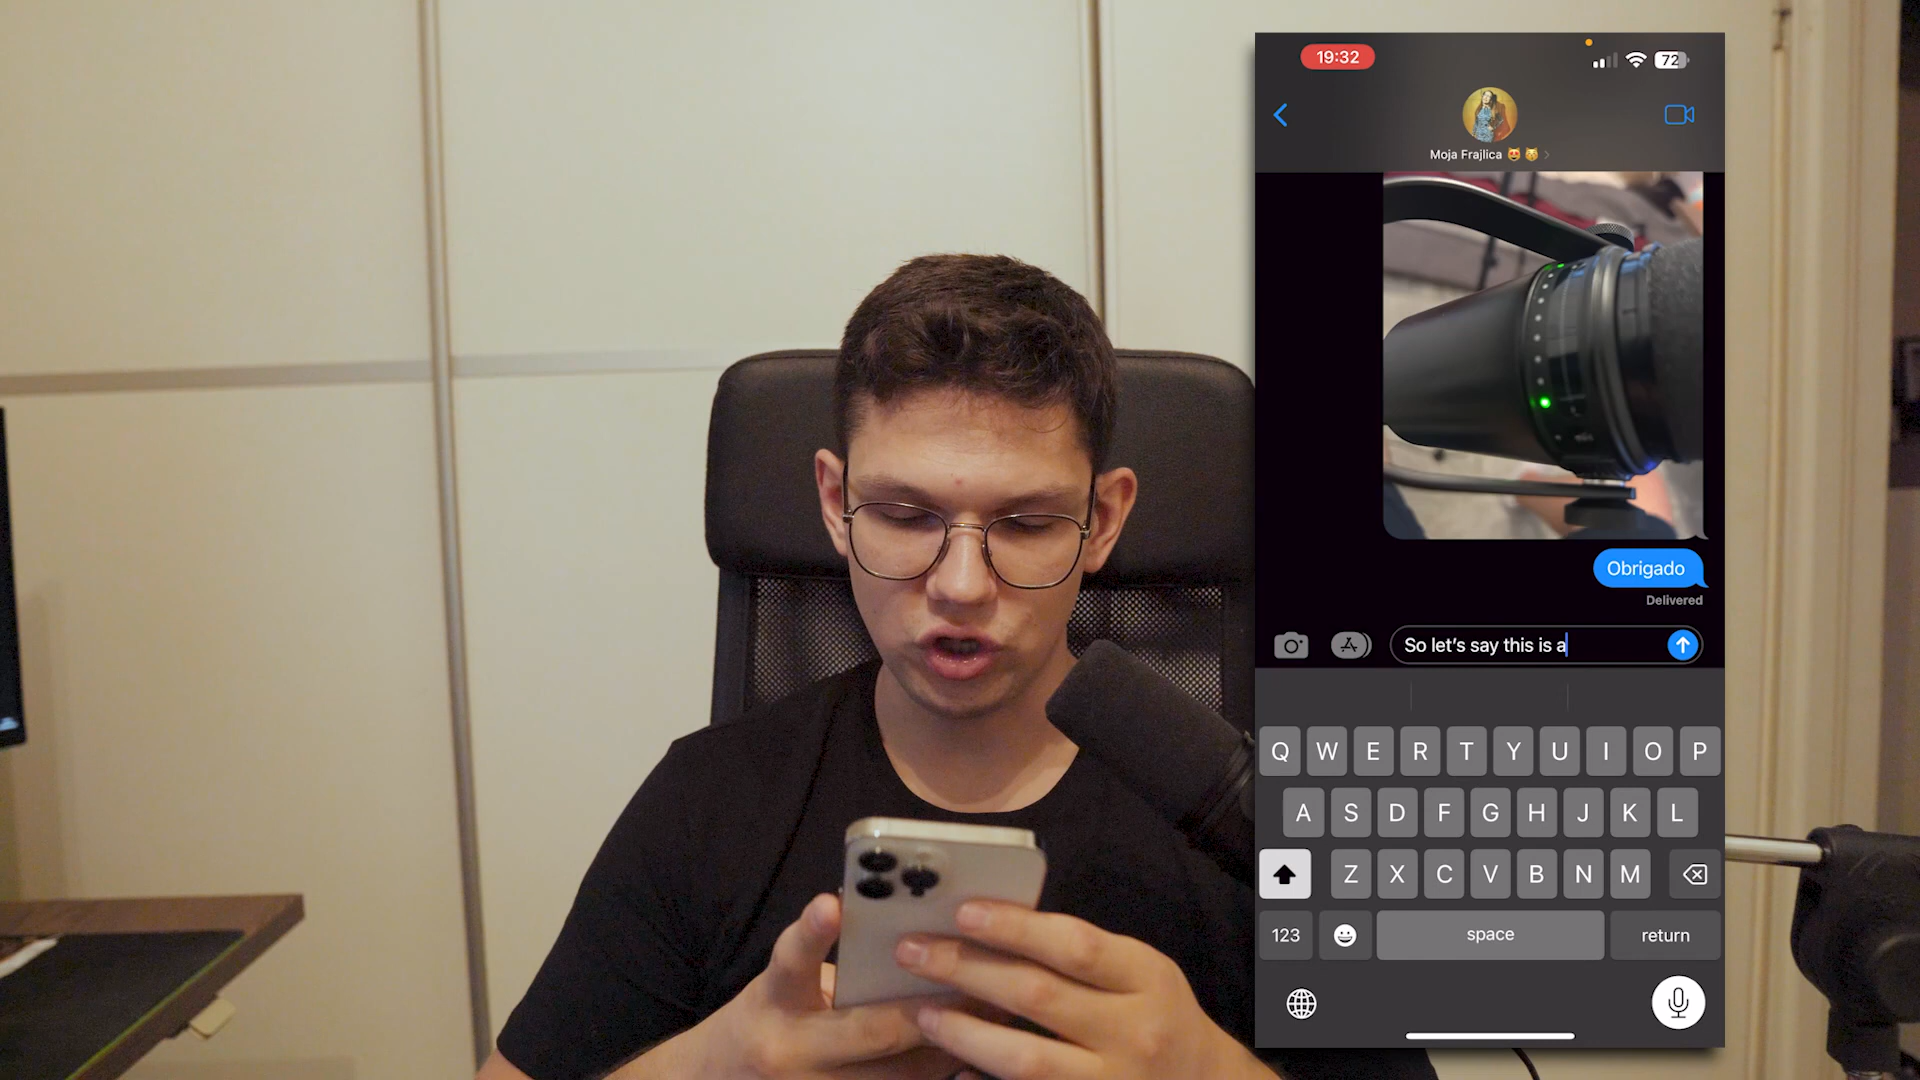 19:32
72
Moja Frajlica 😻😽
Obrigado
Delivered
So let's say this is a
Q W E R T Y U I O P
A S D F G H J K L
Z X C V B N M
123 space return